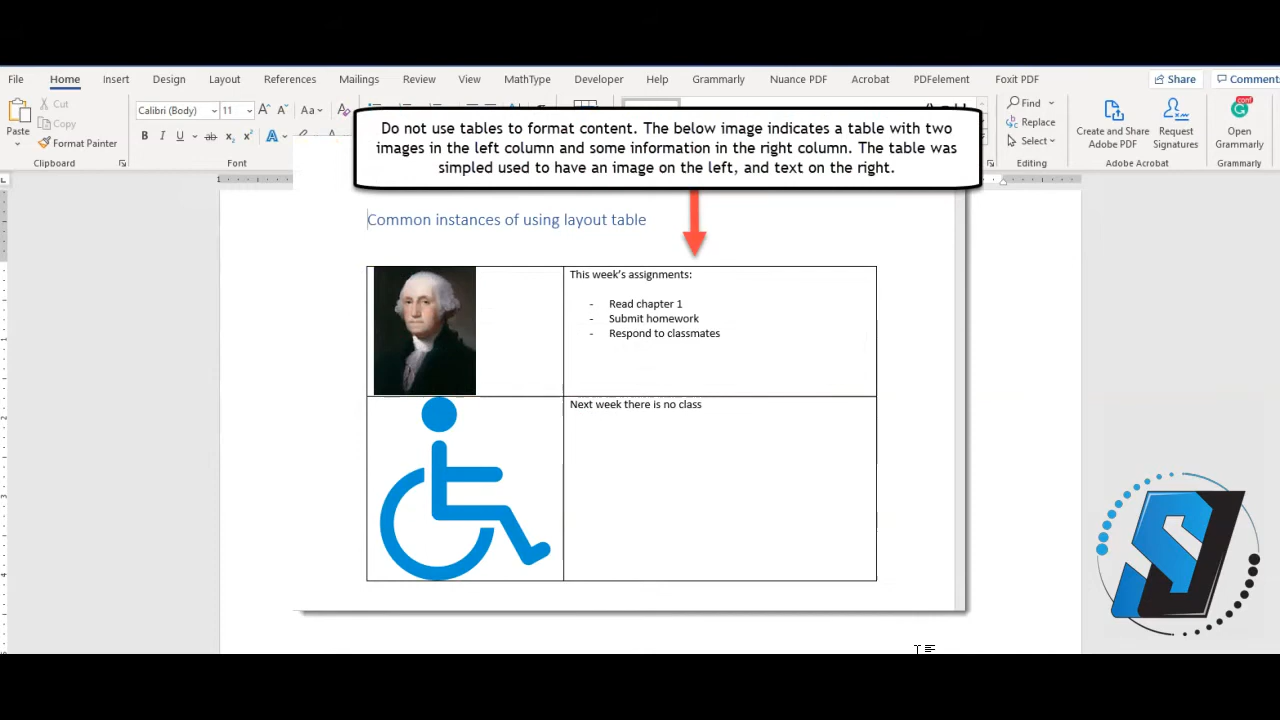 File Home Insert Design Layout References Mailings Review View MathType Developer Help Grammarly Nuance PDF Acrobat PDFelement Foxit PDF Share Comments
Paste
Cut
Copy
Format Painter
Clipboard
Calibri (Body) 11
Font
Find
Replace
Select
Editing
Create and Share
Adobe PDF
Request
Signatures
Adobe Acrobat
Open
Grammarly
Grammarly
Do not use tables to format content. The below image indicates a table with two
images in the left column and some information in the right column. The table was
simpled used to have an image on the left, and text on the right.
Common instances of using layout table
This week's assignments:
- Read chapter 1
- Submit homework
- Respond to classmates
Next week there is no class